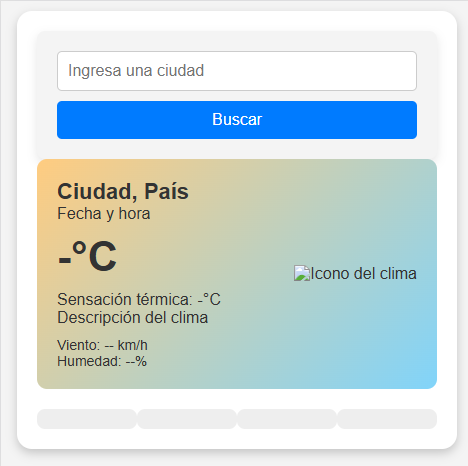 Ingresa una ciudad
Buscar
Ciudad, País
Fecha y hora
-°C
Icono del clima
Sensación térmica: -°C
Descripción del clima
Viento: -- km/h
Humedad: --%